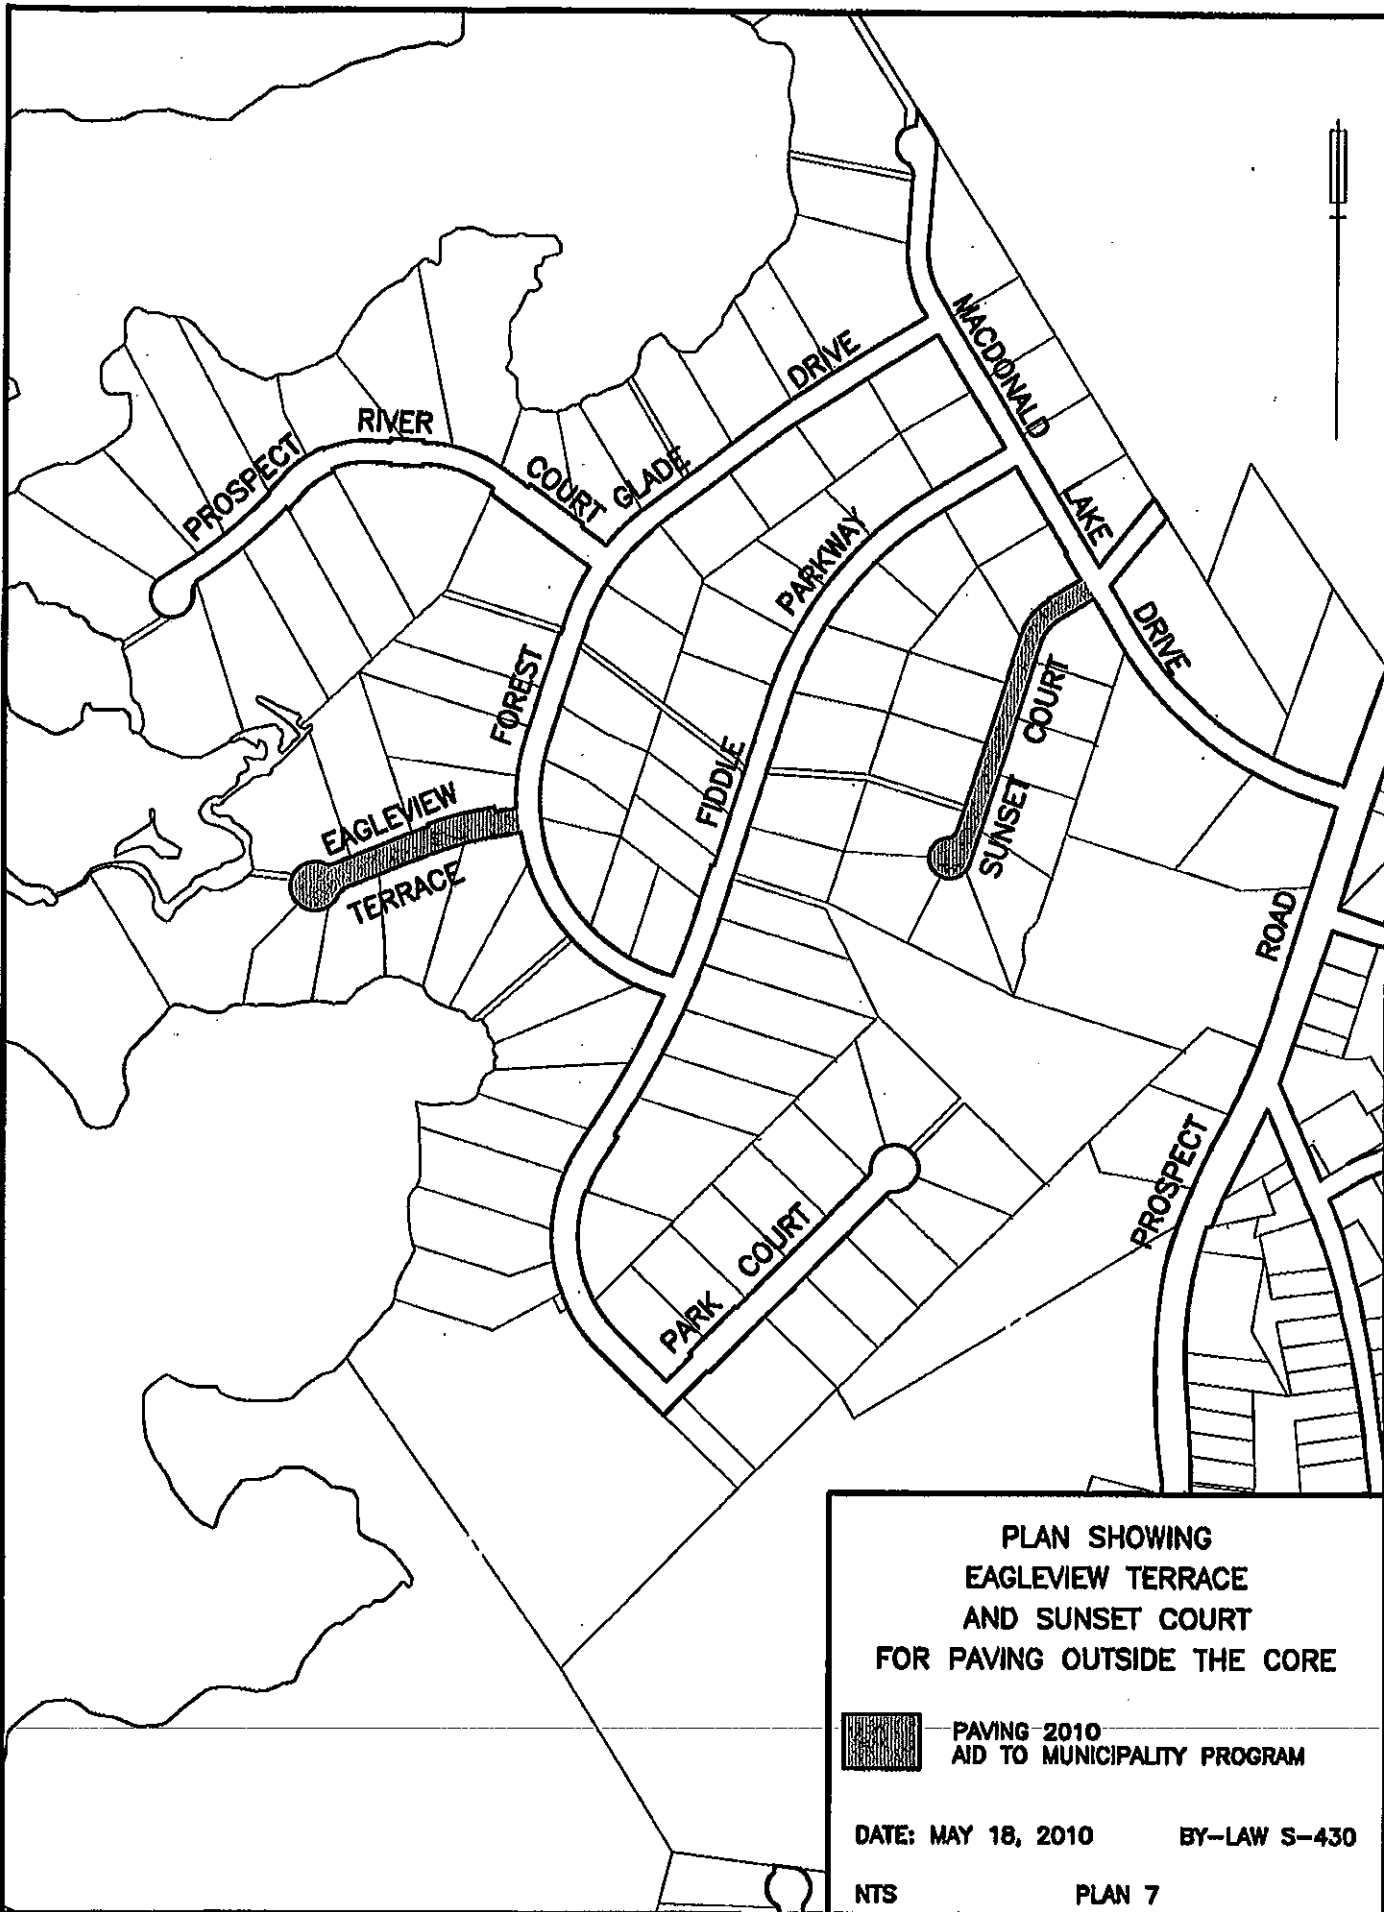 MACDONALD
LAKE
DRIVE
DRIVE
GLADE
FOREST
PROSPECT
RIVER
COURT
PARKWAY
FIDDLE
SUNSET COURT
EAGLEVIEW
TERRACE
PARK COURT
PROSPECT
ROAD
PLAN SHOWING
EAGLEVIEW TERRACE
AND SUNSET COURT
FOR PAVING OUTSIDE THE CORE
PAVING 2010
AID TO MUNICIPALITY PROGRAM
DATE: MAY 18, 2010 BY-LAW S-430
NTS PLAN 7